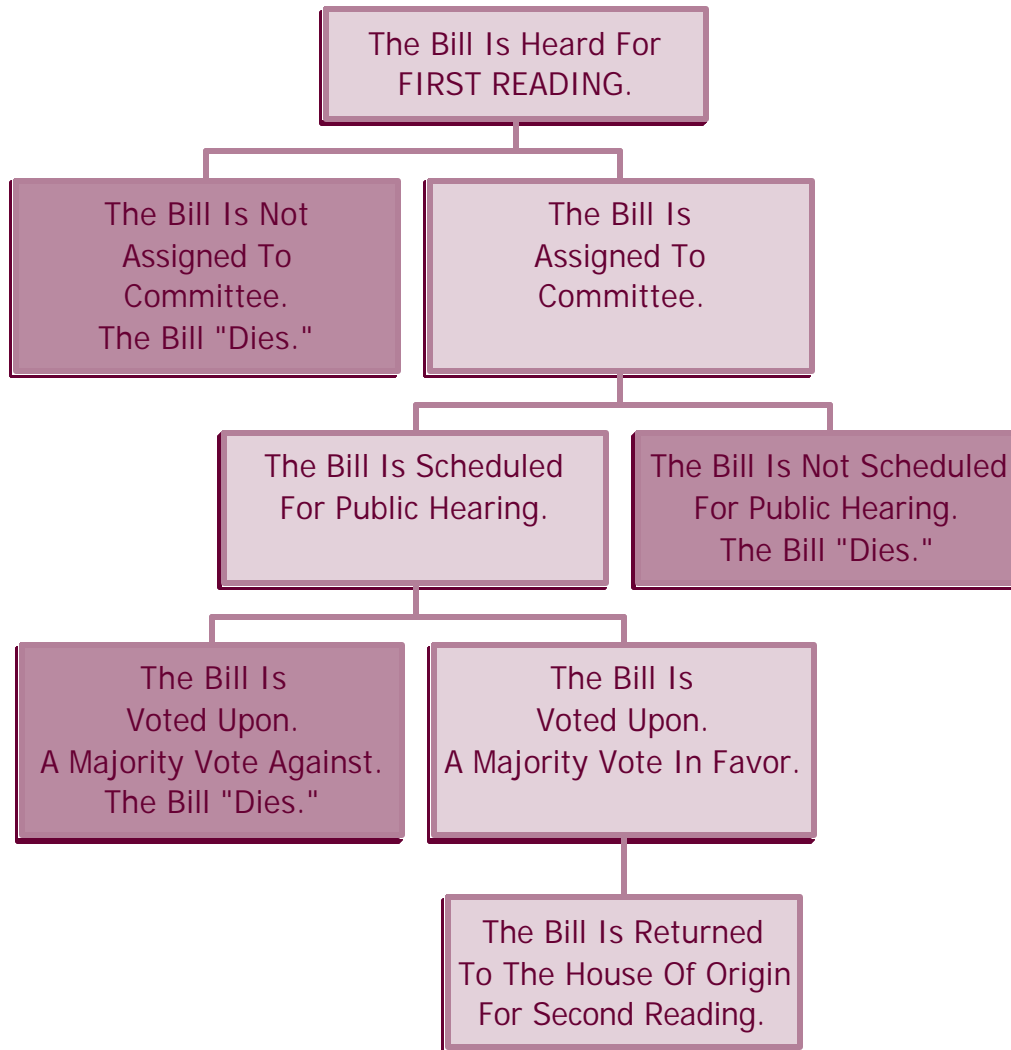 The Bill Is Heard For
FIRST READING.
The Bill Is Not
Assigned To
Committee.
The Bill "Dies."
The Bill Is
Assigned To
Committee.
The Bill Is Scheduled
For Public Hearing.
The Bill Is Not Scheduled
For Public Hearing.
The Bill "Dies."
The Bill Is
Voted Upon.
A Majority Vote Against.
The Bill "Dies."
The Bill Is
Voted Upon.
A Majority Vote In Favor.
The Bill Is Returned
To The House Of Origin
For Second Reading.